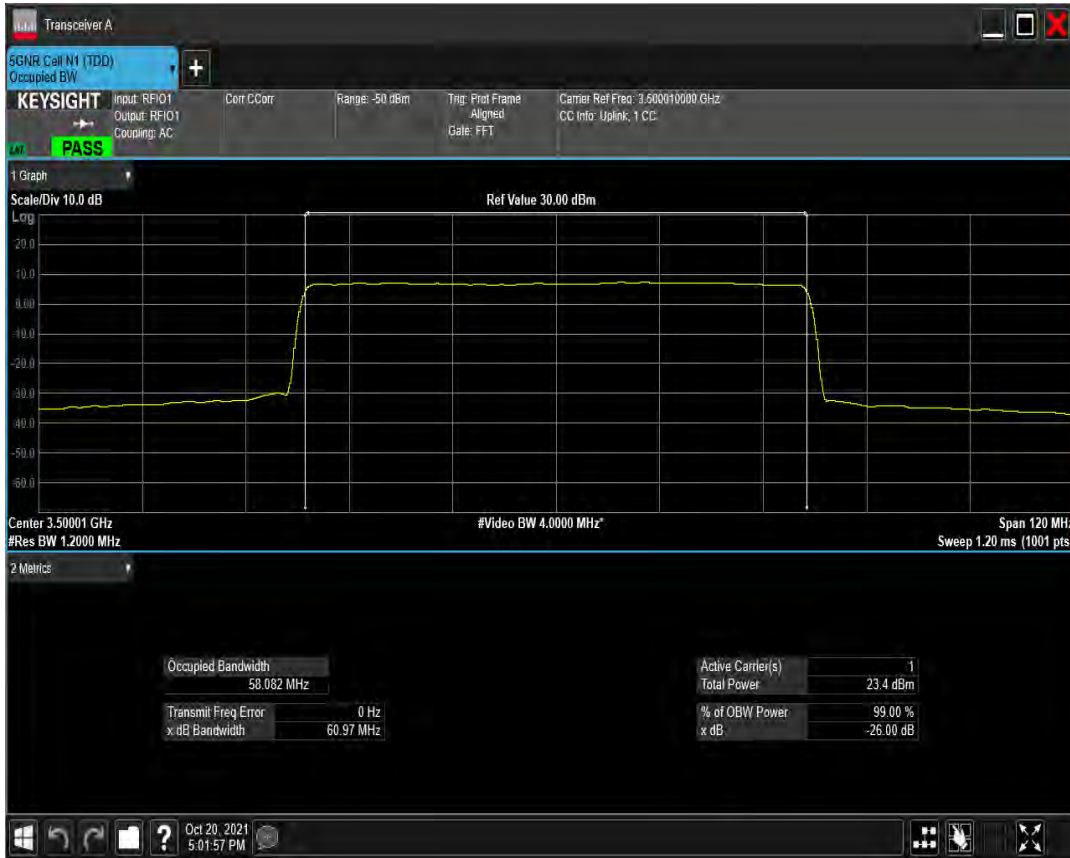 Transceiver A
5GNR Cell N1 (TDD)
Occupied BW
+
KEYSIGHT
Input: RFIO1
Output: RFIO1
Coupling: AC
Corr CCorr
Range: -50 dBm
Trig: Prot Frame
Aligned
Gate: FFT
Carrier Ref Freq: 3.500010000 GHz
CC Info: Uplink, 1 CC
PASS
1 Graph
Scale/Div 10.0 dB
Ref Value 30.00 dBm
Log
20.0
10.0
0.00
-10.0
-20.0
-30.0
-40.0
-50.0
-60.0
Center 3.50001 GHz
#Video BW 4.0000 MHz*
Span 120 MHz
#Res BW 1.2000 MHz
Sweep 1.20 ms (1001 pts
2 Metrics
Occupied Bandwidth
58.082 MHz
Transmit Freq Error 0 Hz
x dB Bandwidth 60.97 MHz
Active Carrier(s) 1
Total Power 23.4 dBm
% of OBW Power 99.00 %
x dB -26.00 dB
?
Oct 20, 2021
5:01:57 PM